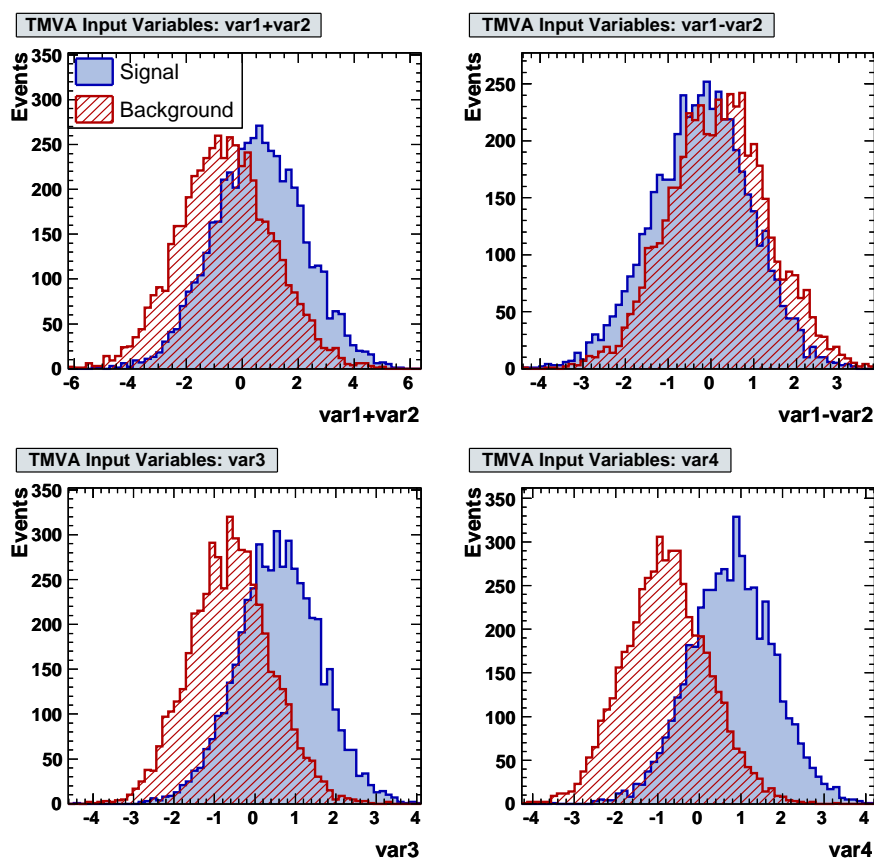 TMVA Input Variables: var1+var2
Events
350
300
250
200
150
100
50
0
Signal
Background
-6 -4 -2 0 2 4 6
var1+var2
TMVA Input Variables: var1-var2
Events
250
200
150
100
50
0
-4 -3 -2 -1 0 1 2 3
var1-var2
TMVA Input Variables: var3
Events
350
300
250
200
150
100
50
0
-4 -3 -2 -1 0 1 2 3 4
var3
TMVA Input Variables: var4
Events
350
300
250
200
150
100
50
0
-4 -3 -2 -1 0 1 2 3 4
var4